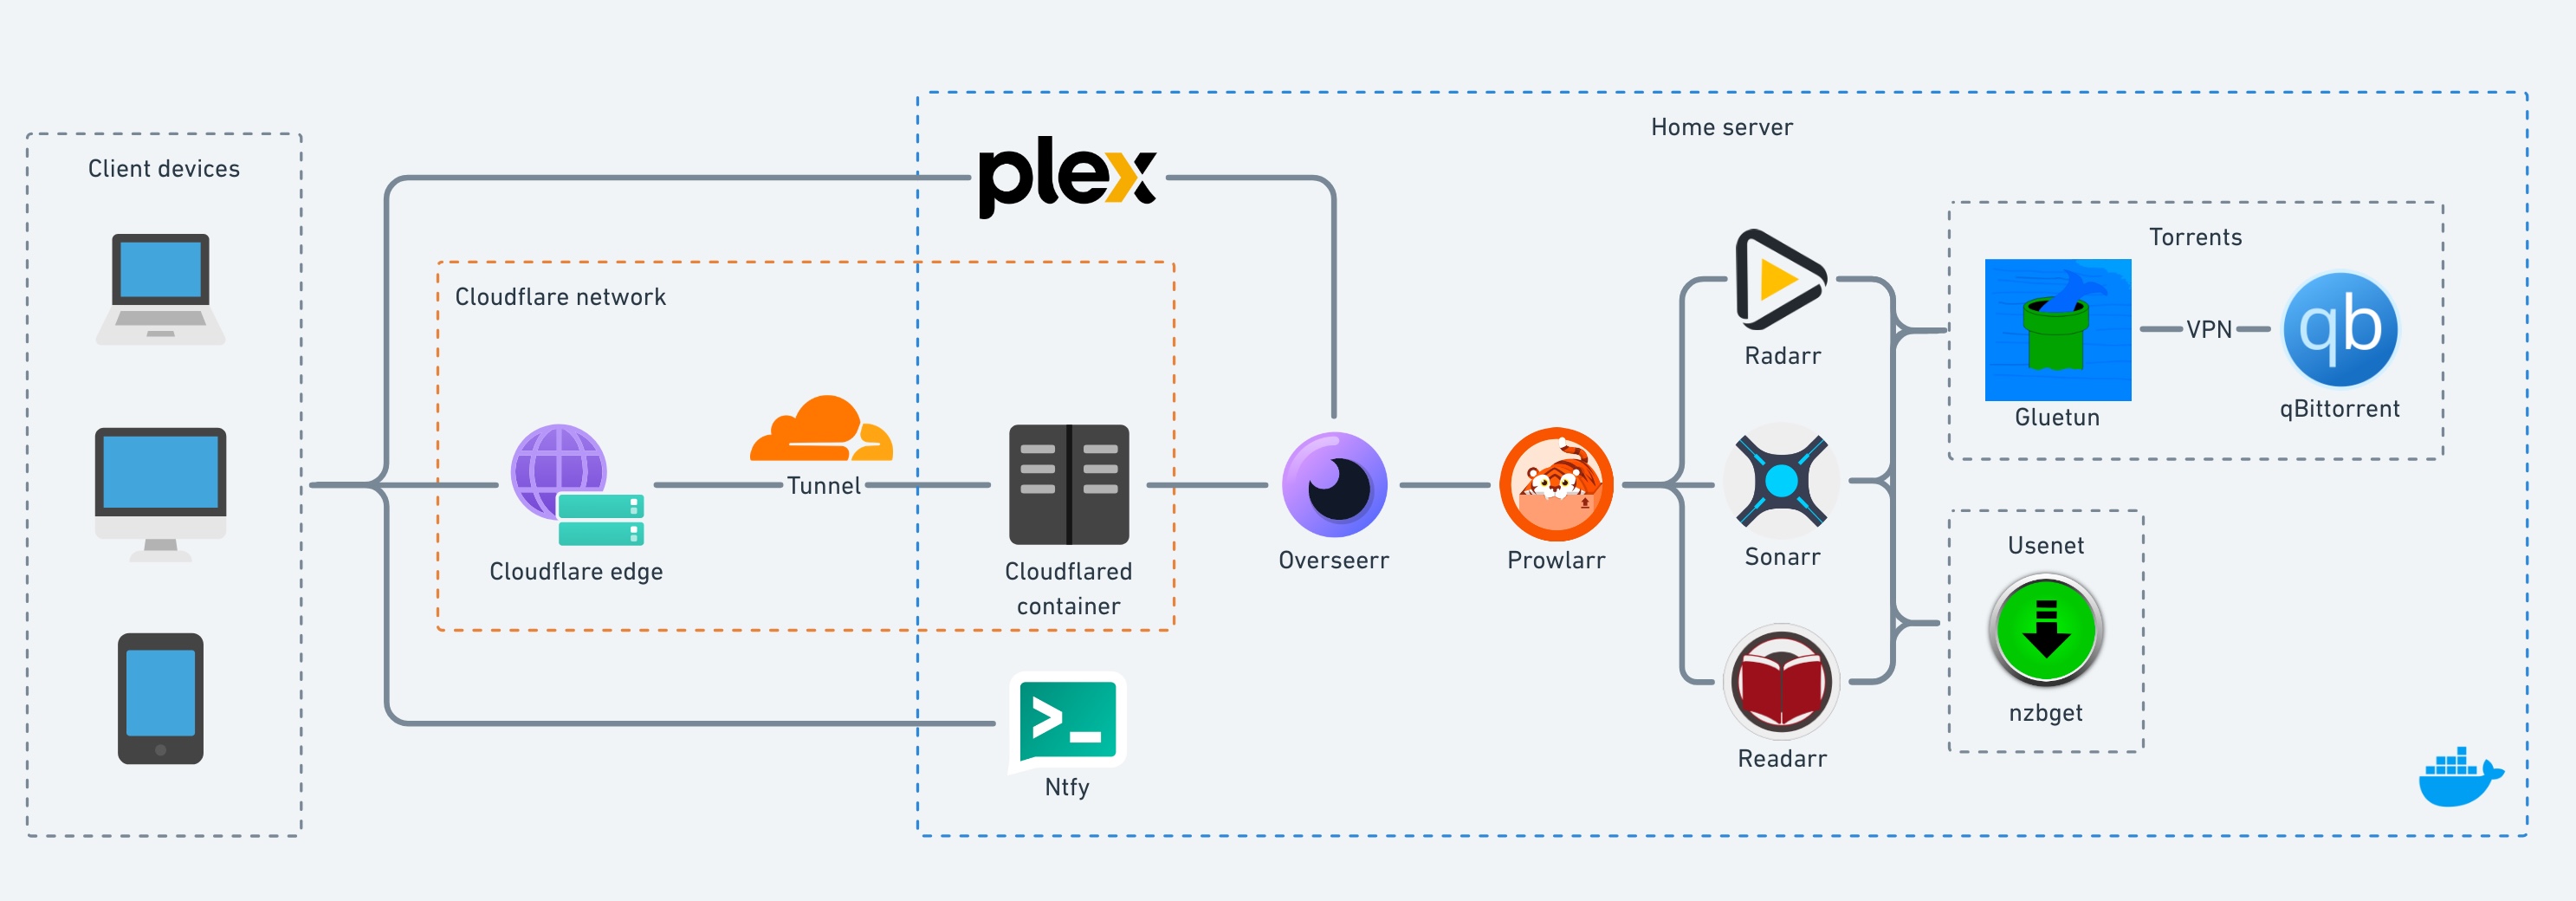 Client devices
Cloudflare network
Cloudflare edge
Tunnel
plex
Home server
Cloudflared
container
>_
Ntfy
Overseerr
Prowlarr
Radarr
Sonarr
Readarr
Torrents
Gluetun
VPN
qb
qBittorrent
Usenet
nzbget